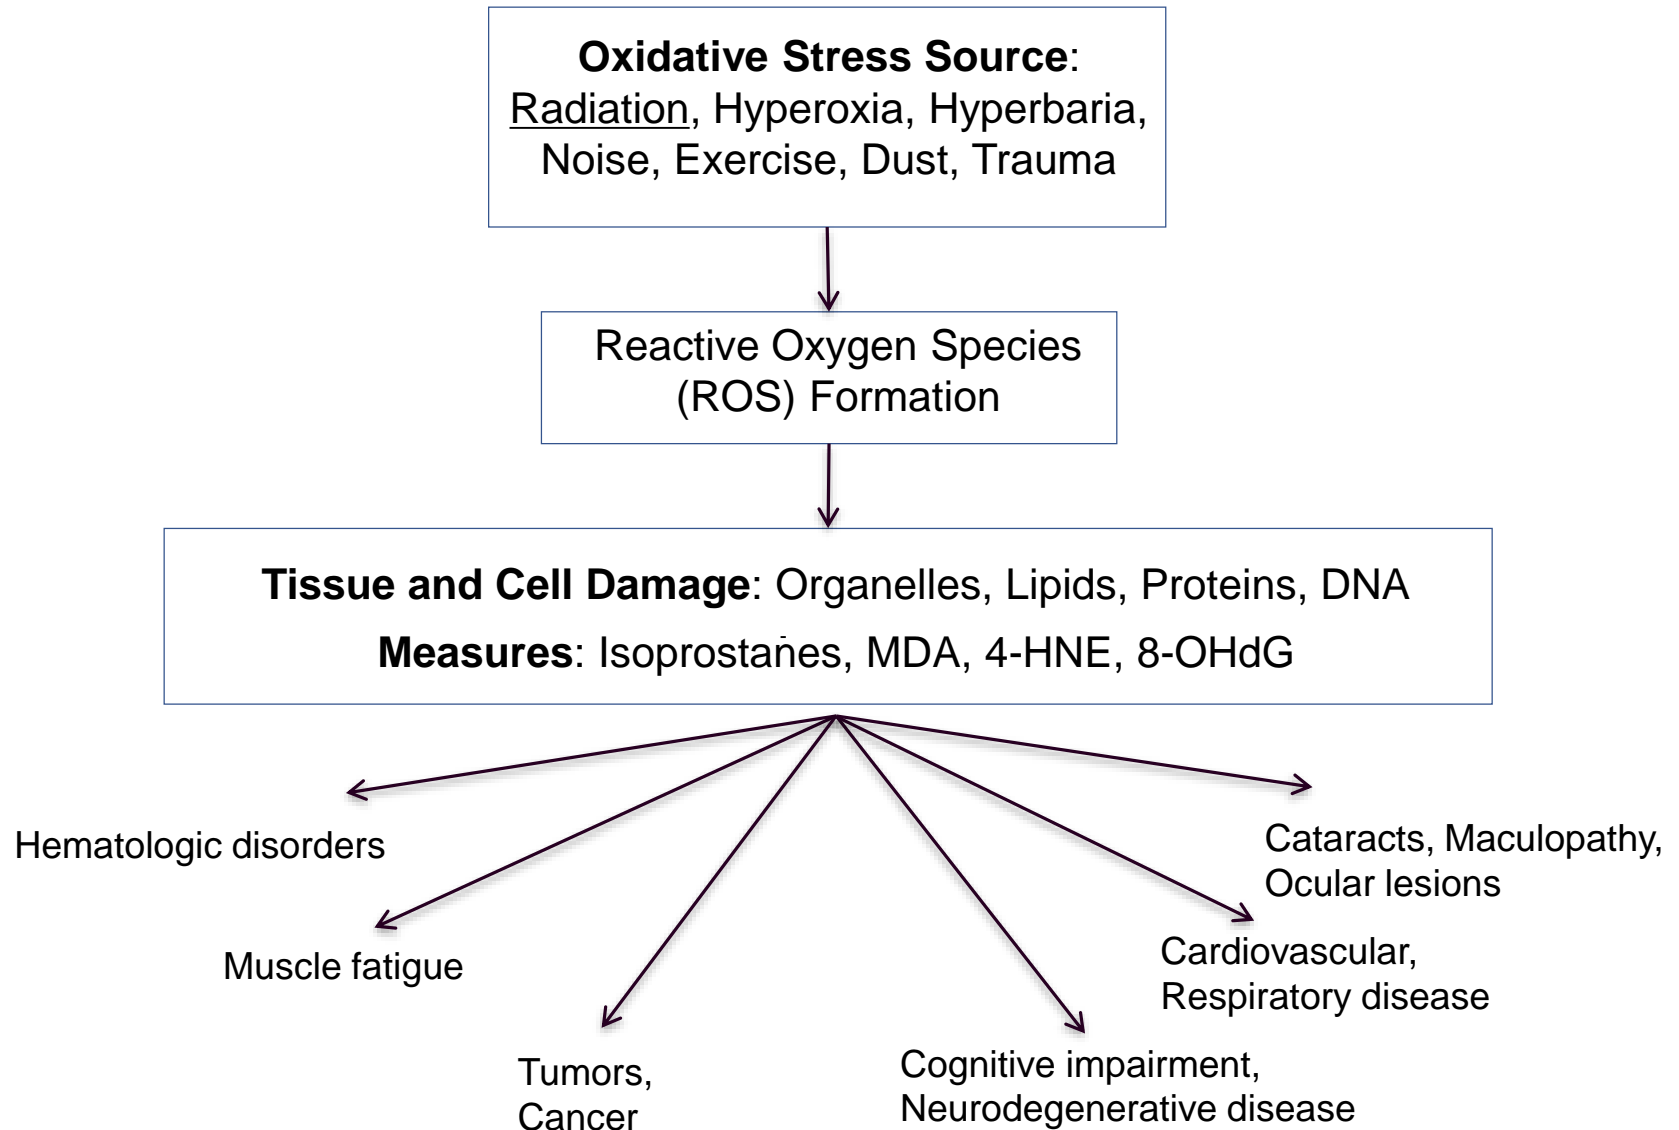 Oxidative Stress Source:
Radiation, Hyperoxia, Hyperbaria,
Noise, Exercise, Dust, Trauma
Reactive Oxygen Species
(ROS) Formation
Tissue and Cell Damage: Organelles, Lipids, Proteins, DNA
Measures: Isoprostanes, MDA, 4-HNE, 8-OHdG
Hematologic disorders
Muscle fatigue
Tumors,
Cancer
Cognitive impairment,
Neurodegenerative disease
Cardiovascular,
Respiratory disease
Cataracts, Maculopathy,
Ocular lesions